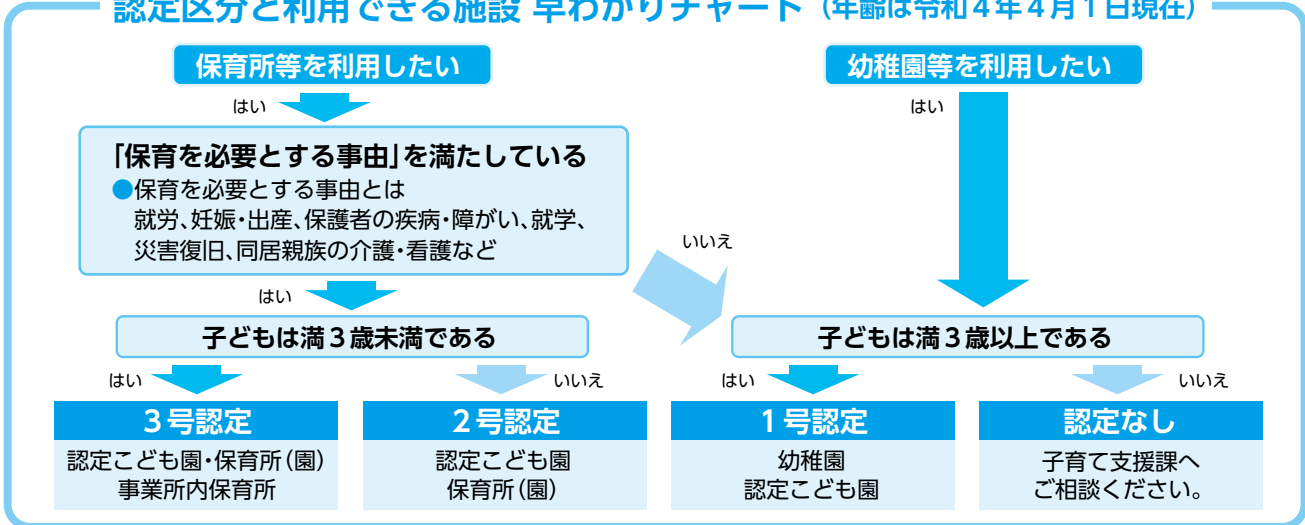 認定区分と利用できる施設 早わかりチャート（年齢は令和４年４月１日現在）
保育所等を利用したい
はい
「保育を必要とする事由」を満たしている
●保育を必要とする事由とは
就労、妊娠・出産、保護者の疾病・障がい、就学、
災害復旧、同居親族の介護・看護など
いいえ
はい
子どもは満３歳未満である
はい
いいえ
３号認定
認定こども園・保育所（園）
事業所内保育所
２号認定
認定こども園
保育所（園）
幼稚園等を利用したい
はい
子どもは満３歳以上である
はい
いいえ
１号認定
幼稚園
認定こども園
認定なし
子育て支援課へ
ご相談ください。